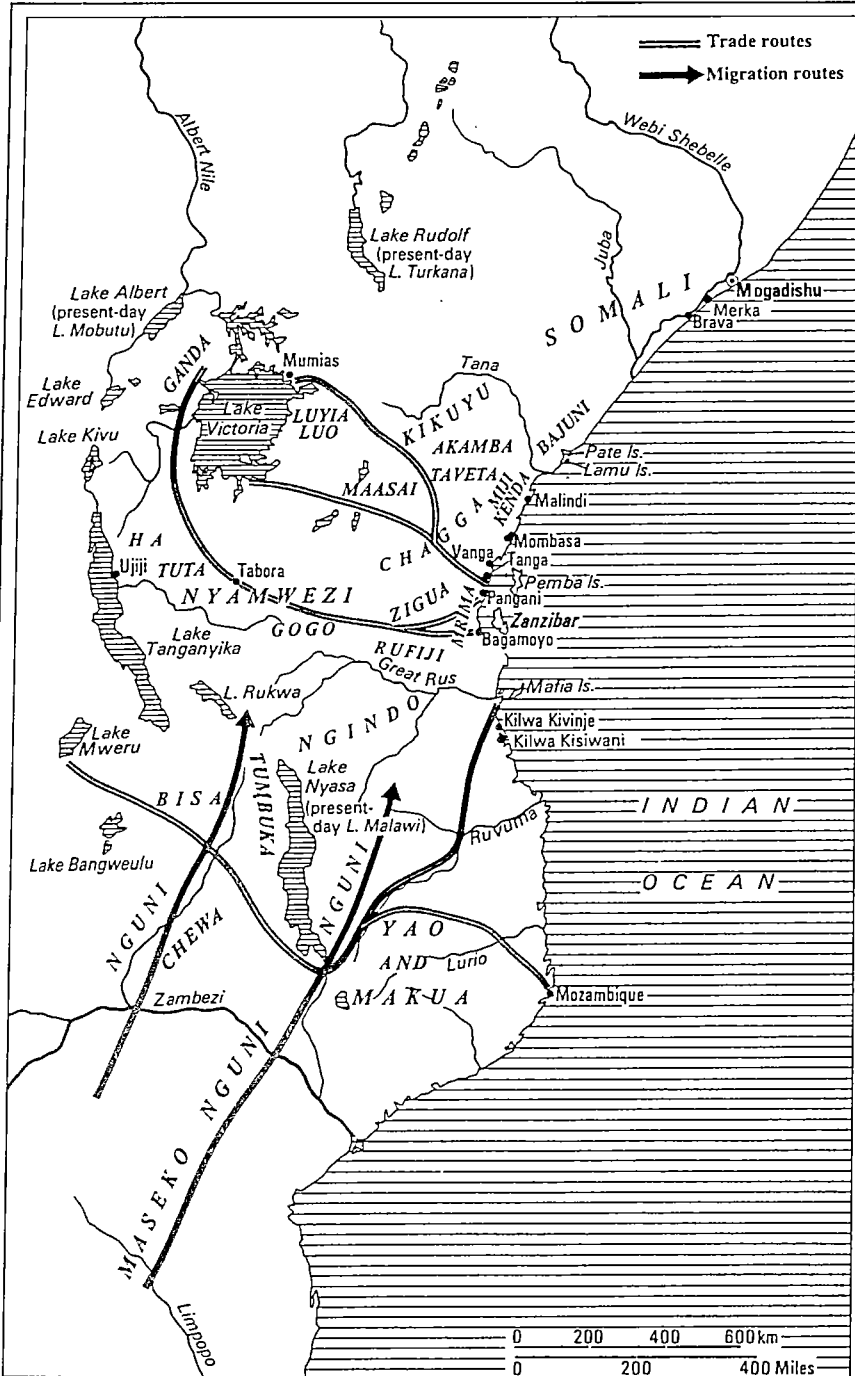 Trade routes
Migration routes
Webi Shebelle
Albert Nile
Juba
Lake Rudolf
(present-day
L. Turkana)
Lake Albert
(present-day
L. Mobutu)
SOMALI
Mogadishu
Merka
Brava
GANDA
Mumias
Tana
Lake
Edward
Lake
Victoria
LUYIA
LUO
KIKUYU
AKAMBA
TAVETA
BAJUNI
Pate Is.
Lamu Is.
Lake Kivu
MAASAI
MIJI
KENDA
Malindi
CHAGGA
Mombasa
HA
Ujiji
TUTA
Tabora
Vanga
Tanga
Pemba Is.
NYAMWEZI
ZIGUA
Pangani
MRIMA
Zanzibar
GOGO
Bagamoyo
Lake
Tanganyika
RUFIJI
Great Rus
Mafia Is.
L. Rukwa
NGINDO
Kilwa Kivinje
Kilwa Kisiwani
Lake
Mweru
TUMBUKA
Lake
Nyasa
(present-
day L. Malawi)
BISA
INDIAN
OCEAN
Ruvuma
Lake Bangweulu
NGUNI
NGUNI
CHEWA
YAO
AND
MAKUA
Lurio
Zambezi
Mozambique
MASEKO NGUNI
Limpopo
0 200 400 600 km
0 200 400 Miles